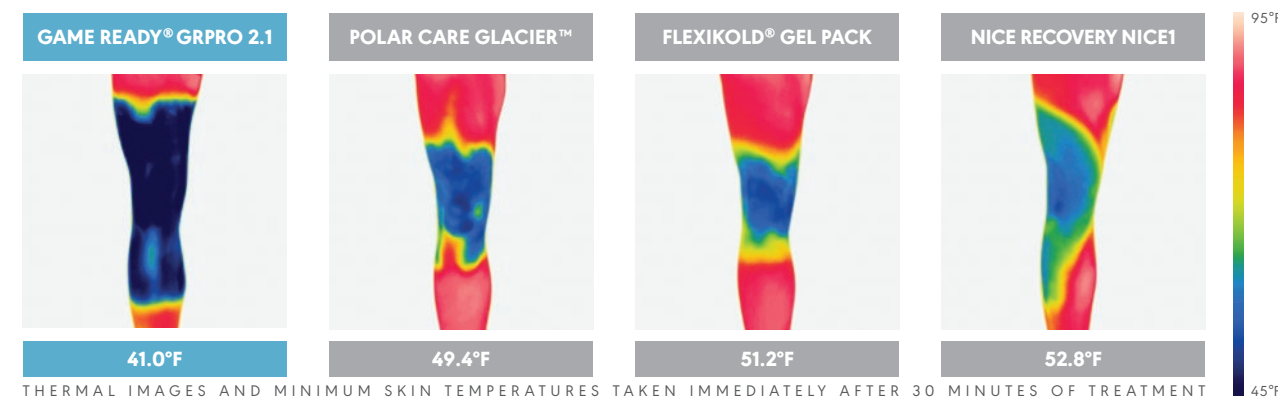 GAME READY® GRPRO 2.1
POLAR CARE GLACIER™
FLEXIKOLD® GEL PACK
NICE RECOVERY NICE1
95°F
41.0°F
49.4°F
51.2°F
52.8°F
THERMAL IMAGES AND MINIMUM SKIN TEMPERATURES TAKEN IMMEDIATELY AFTER 30 MINUTES OF TREATMENT
45°F